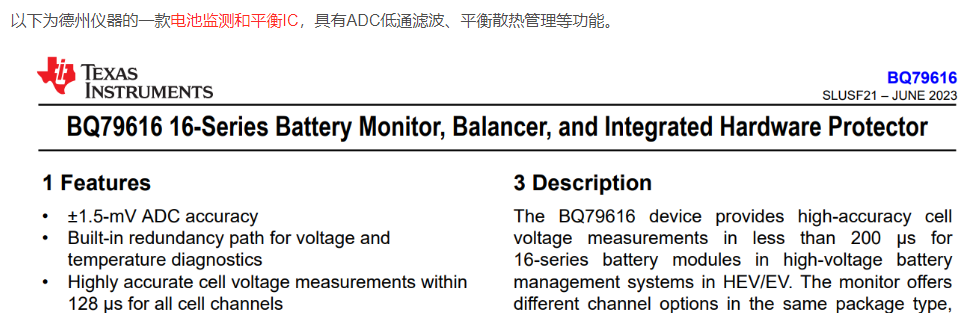 以下为德州仪器的一款电池监测和平衡IC，具有ADC低通滤波、平衡散热管理等功能。
TEXAS
INSTRUMENTS
BQ79616
SLUSF21 – JUNE 2023
BQ79616 16-Series Battery Monitor, Balancer, and Integrated Hardware Protector
1 Features
• ±1.5-mV ADC accuracy
• Built-in redundancy path for voltage and
temperature diagnostics
• Highly accurate cell voltage measurements within
128 µs for all cell channels
3 Description
The BQ79616 device provides high-accuracy cell
voltage measurements in less than 200 µs for
16-series battery modules in high-voltage battery
management systems in HEV/EV. The monitor offers
different channel options in the same package type,